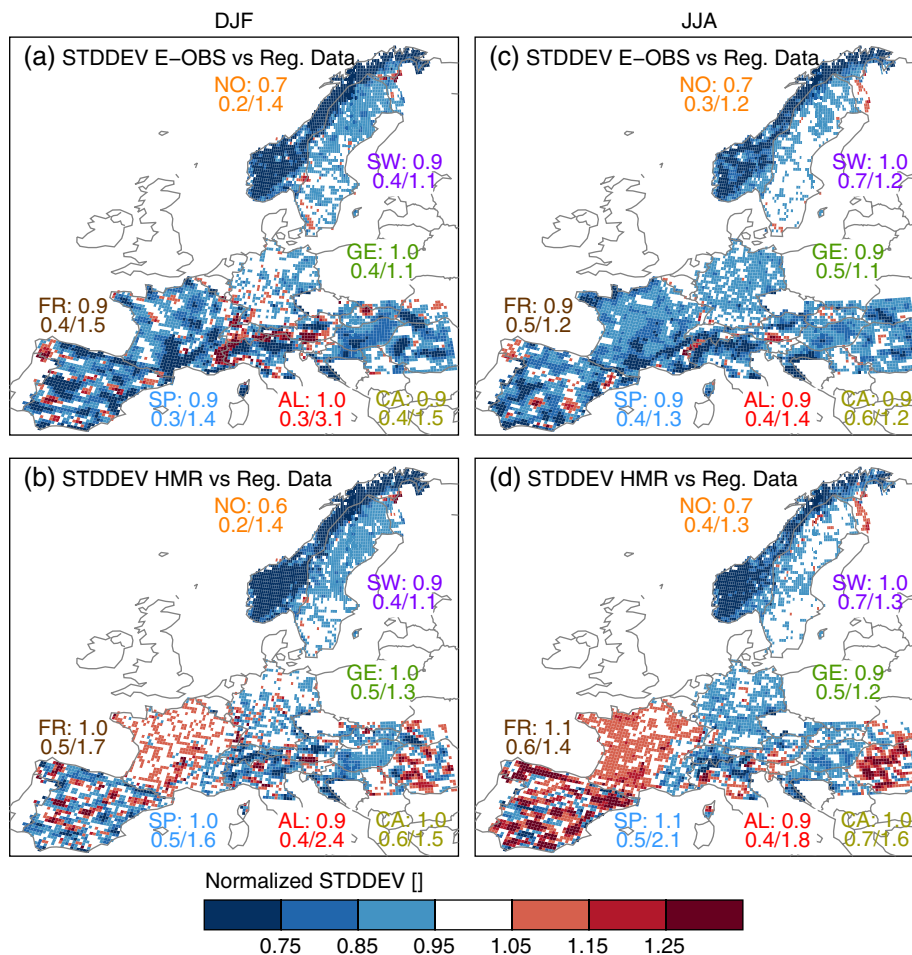 DJF
JJA
(a) STDDEV E−OBS vs Reg. Data
NO: 0.7
0.2/1.4
SW: 0.9
0.4/1.1
GE: 1.0
0.4/1.1
FR: 0.9
0.4/1.5
SP: 0.9
0.3/1.4
AL: 1.0
0.3/3.1
CA: 0.9
0.4/1.5
(c) STDDEV E−OBS vs Reg. Data
NO: 0.7
0.3/1.2
SW: 1.0
0.7/1.2
GE: 0.9
0.5/1.1
FR: 0.9
0.5/1.2
SP: 0.9
0.4/1.3
AL: 0.9
0.4/1.4
CA: 0.9
0.6/1.2
(b) STDDEV HMR vs Reg. Data
NO: 0.6
0.2/1.4
SW: 0.9
0.4/1.1
GE: 1.0
0.5/1.3
FR: 1.0
0.5/1.7
SP: 1.0
0.5/1.6
AL: 0.9
0.4/2.4
CA: 1.0
0.6/1.5
(d) STDDEV HMR vs Reg. Data
NO: 0.7
0.4/1.3
SW: 1.0
0.7/1.3
GE: 0.9
0.5/1.2
FR: 1.1
0.6/1.4
SP: 1.1
0.5/2.1
AL: 0.9
0.4/1.8
CA: 1.0
0.7/1.6
Normalized STDDEV []
0.75 0.85 0.95 1.05 1.15 1.25